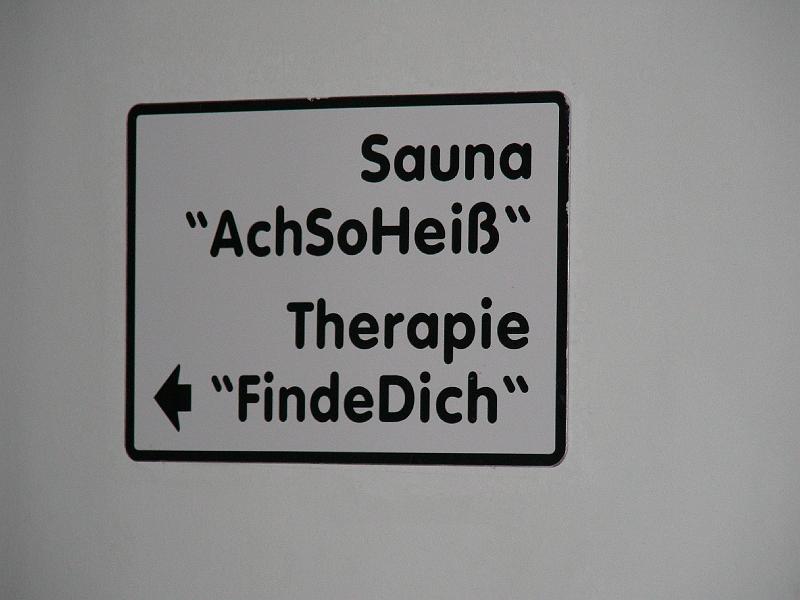 Sauna
"AchSoHeiß"
Therapie
"FindeDich"